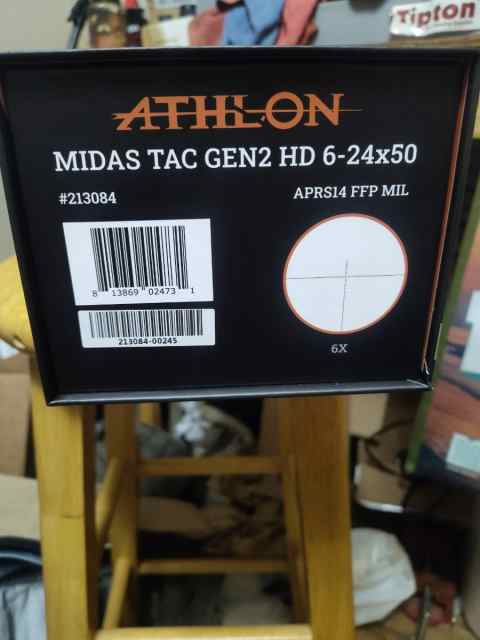 Tipton
ATHLON
MIDAS TAC GEN2 HD 6-24x50
#213084
APRS14 FFP MIL
8 13869 02473 1
213084-00245
6X